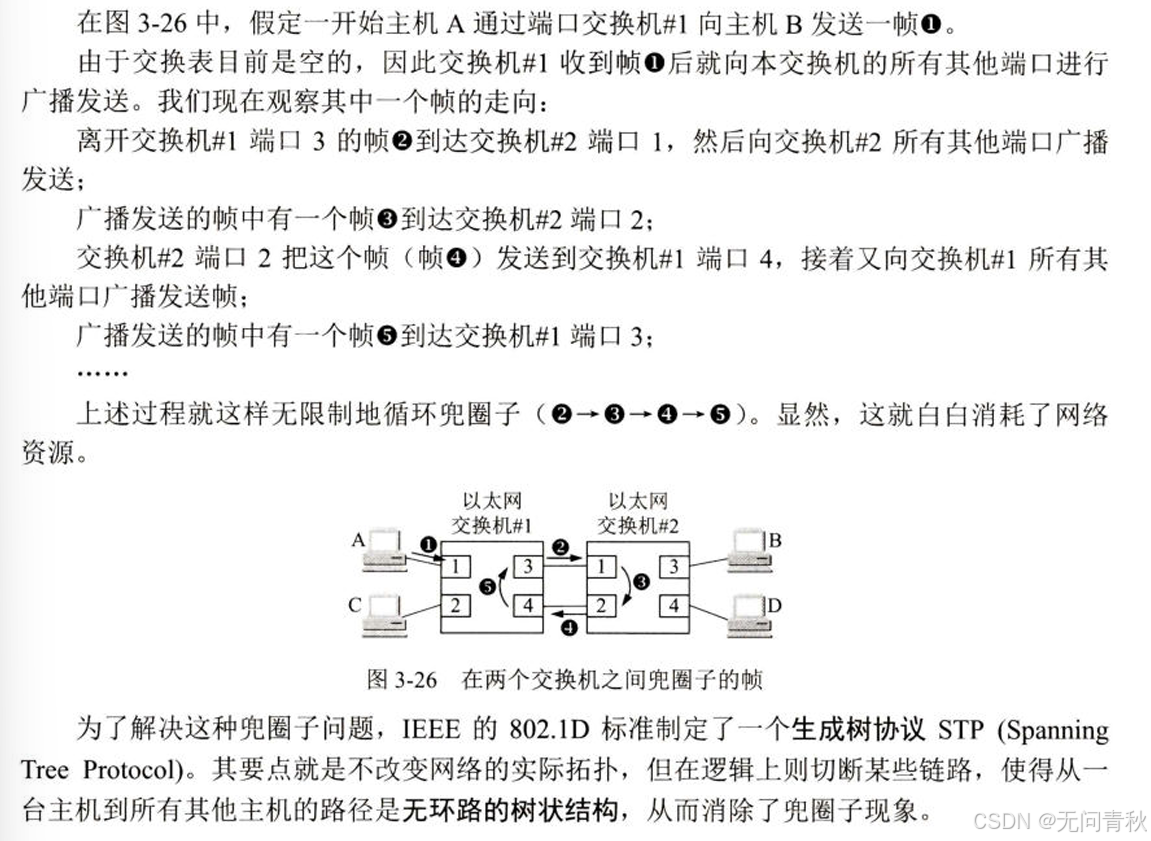 在图 3-26 中，假定一开始主机 A 通过端口交换机#1 向主机 B 发送一帧❶。
由于交换表目前是空的，因此交换机#1 收到帧❶后就向本交换机的所有其他端口进行
广播发送。我们现在观察其中一个帧的走向：
离开交换机#1 端口 3 的帧❷到达交换机#2 端口 1，然后向交换机#2 所有其他端口广播
发送；
广播发送的帧中有一个帧❸到达交换机#2 端口 2；
交换机#2 端口 2 把这个帧（帧❹）发送到交换机#1 端口 4，接着又向交换机#1 所有其
他端口广播发送帧；
广播发送的帧中有一个帧❺到达交换机#1 端口 3；
……
上述过程就这样无限制地循环兜圈子（❷→❸→❹→❺）。显然，这就白白消耗了网络
资源。
以太网 以太网
交换机#1 交换机#2
A ❶ 1 3 ❷ 1 3 B
❺ ❸
C 2 4 ❹ 2 4 D
图 3-26 在两个交换机之间兜圈子的帧
为了解决这种兜圈子问题，IEEE 的 802.1D 标准制定了一个生成树协议 STP (Spanning
Tree Protocol)。其要点就是不改变网络的实际拓扑，但在逻辑上则切断某些链路，使得从一
台主机到所有其他主机的路径是无环路的树状结构，从而消除了兜圈子现象。
CSDN @无问青秋